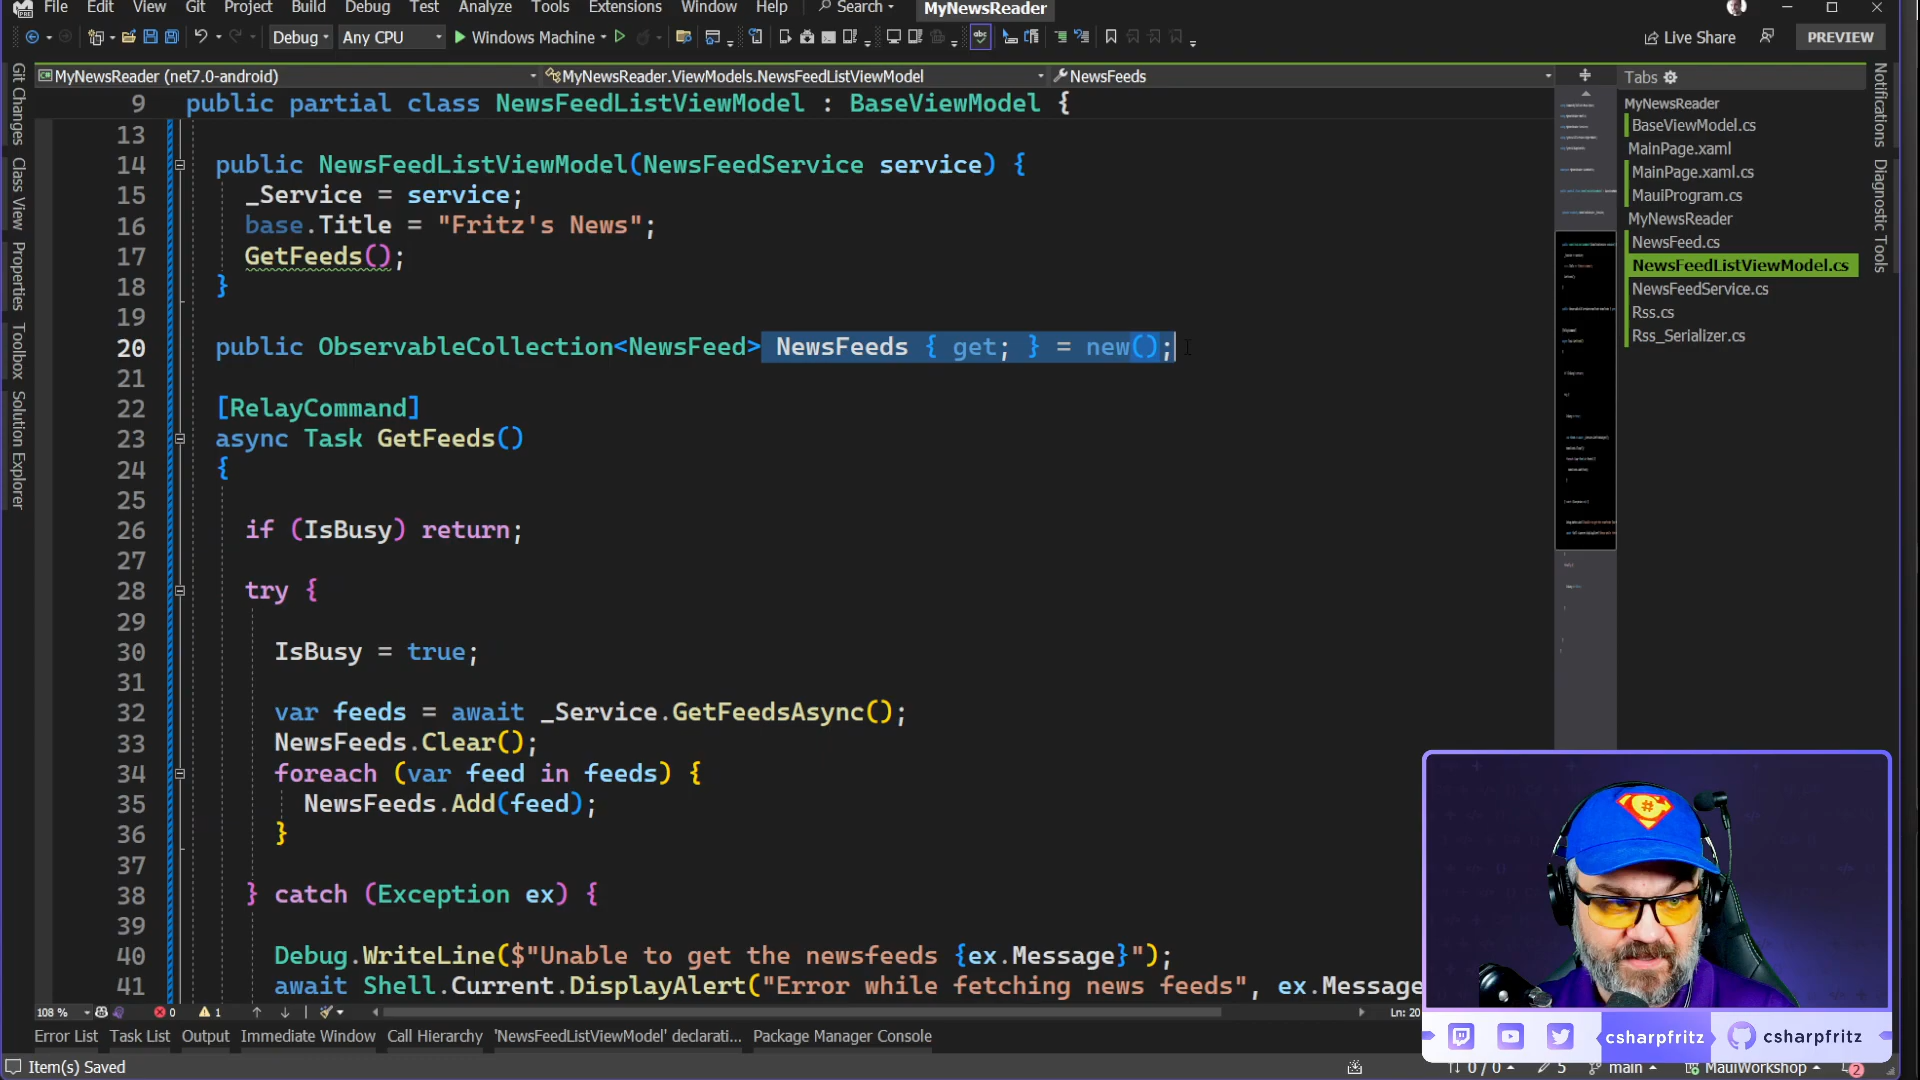 File Edit View Git Project Build Debug Test Analyze Tools Extensions Window Help Search MyNewsReader
Debug Any CPU Windows Machine Live Share PREVIEW
MyNewsReader (net7.0-android) MyNewsReader.ViewModels.NewsFeedListViewModel NewsFeeds
9 public partial class NewsFeedListViewModel : BaseViewModel {
13
14 public NewsFeedListViewModel(NewsFeedService service) {
15 _Service = service;
16 base.Title = "Fritz's News";
17 GetFeeds();
18 }
19
20 public ObservableCollection<NewsFeed> NewsFeeds { get; } = new();
21
22 [RelayCommand]
23 async Task GetFeeds()
24 {
25
26 if (IsBusy) return;
27
28 try {
29
30 IsBusy = true;
31
32 var feeds = await _Service.GetFeedsAsync();
33 NewsFeeds.Clear();
34 foreach (var feed in feeds) {
35 NewsFeeds.Add(feed);
36 }
37
38 } catch (Exception ex) {
39
40 Debug.WriteLine($"Unable to get the newsfeeds {ex.Message}");
41 await Shell.Current.DisplayAlert("Error while fetching news feeds", ex.Message
Git Changes
Class View
Properties
Toolbox
Solution Explorer
Tabs
MyNewsReader
BaseViewModel.cs
MainPage.xaml
MainPage.xaml.cs
MauiProgram.cs
MyNewsReader
NewsFeed.cs
NewsFeedListViewModel.cs
NewsFeedService.cs
Rss.cs
Rss_Serializer.cs
Notifications
Diagnostic Tools
108 % 0 1 Ln: 20
Error List Task List Output Immediate Window Call Hierarchy 'NewsFeedListViewModel' declarati... Package Manager Console
csharpfritz csharpfritz
Item(s) Saved 0 / 0 5 main MauiWorkshop 2